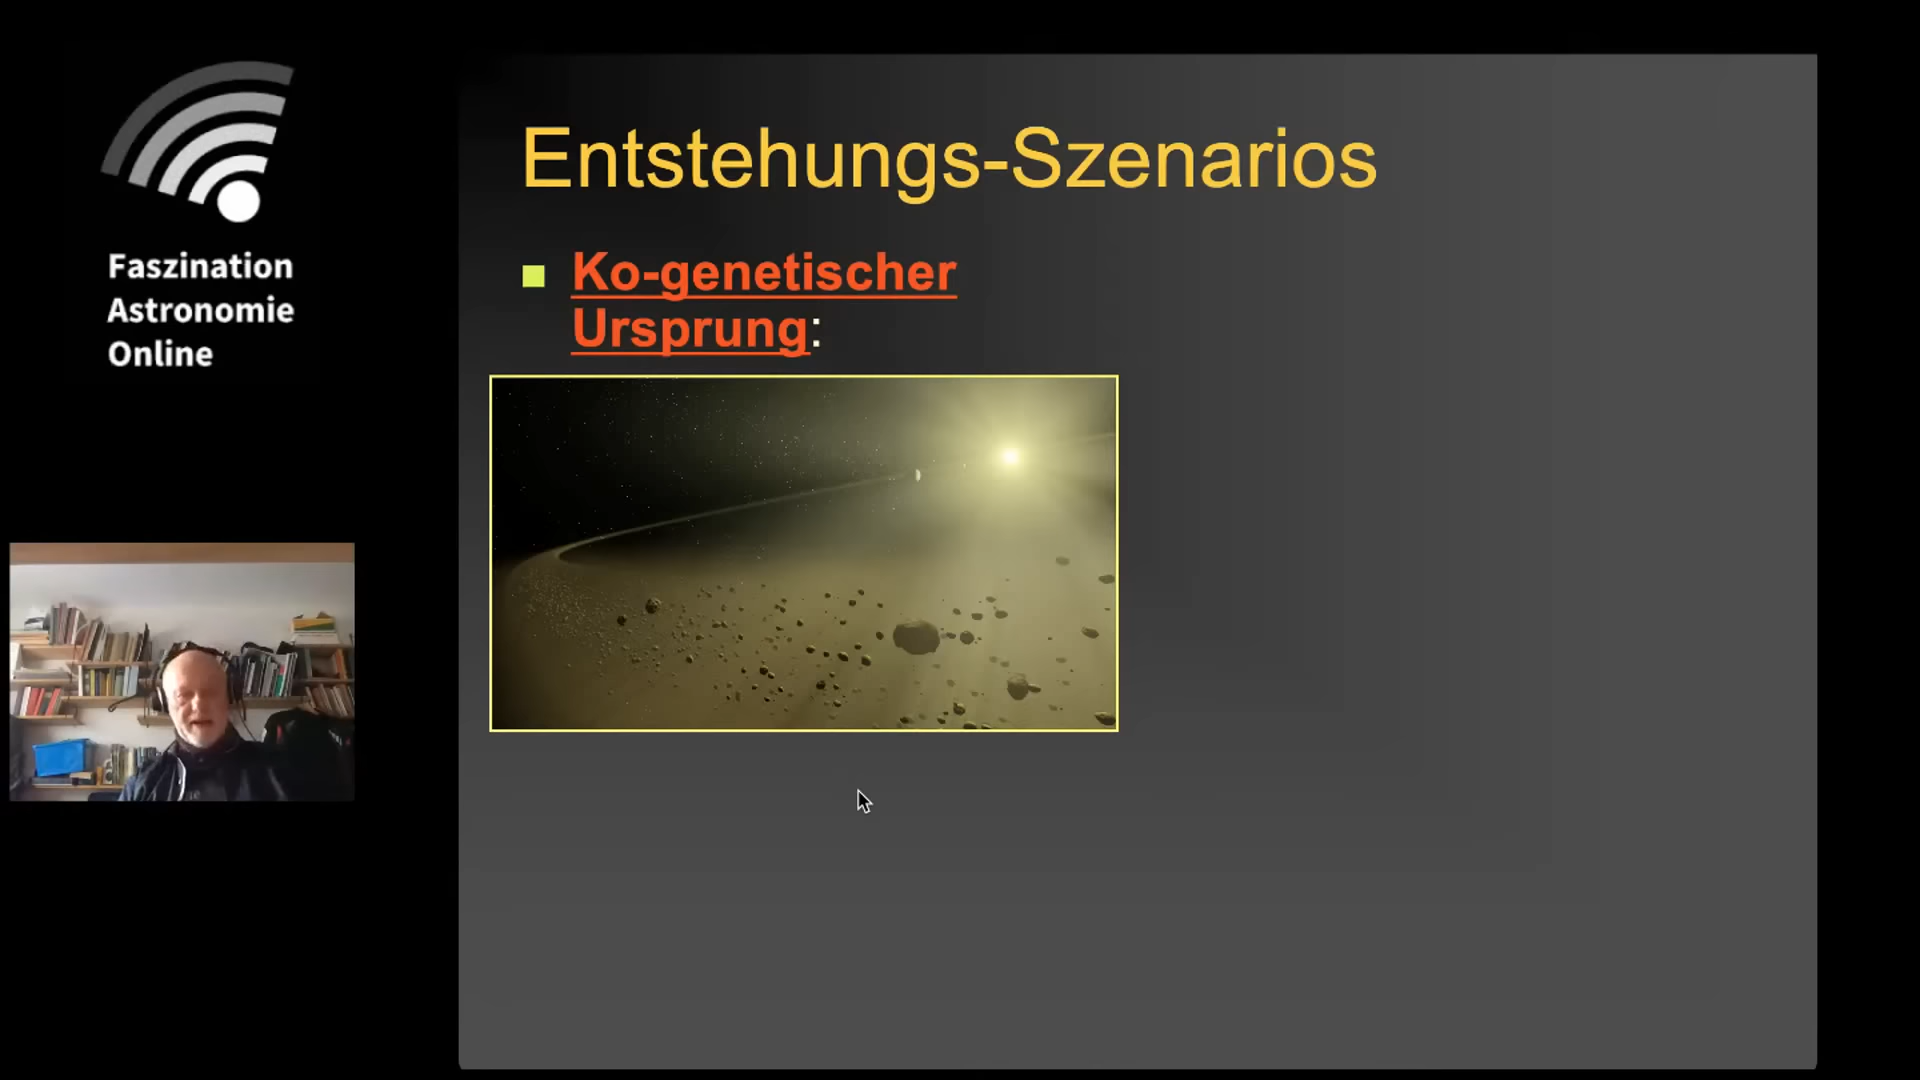 Faszination
Astronomie
Online
Entstehungs-Szenarios
Ko-genetischer
Ursprung: